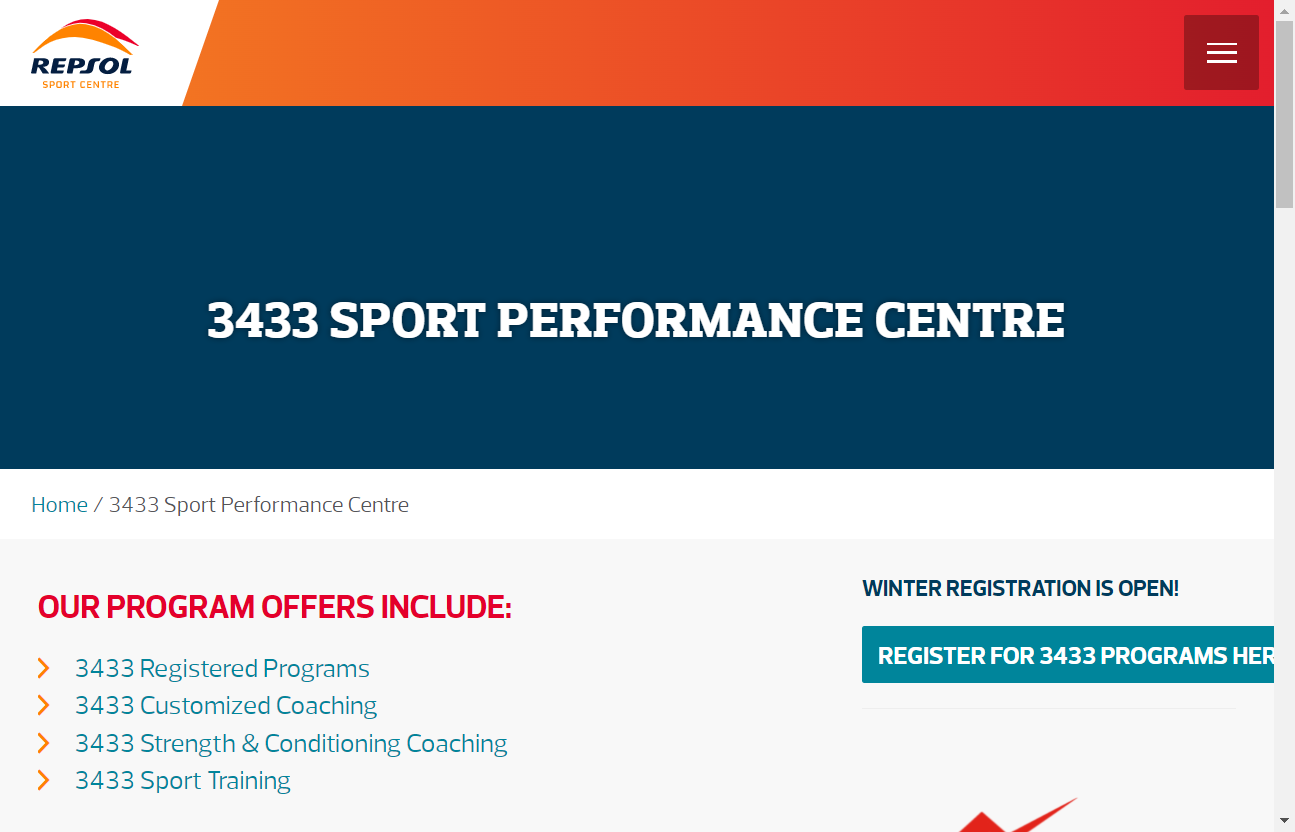 REPSOL
SPORT CENTRE
3433 SPORT PERFORMANCE CENTRE
Home / 3433 Sport Performance Centre
OUR PROGRAM OFFERS INCLUDE:
3433 Registered Programs
3433 Customized Coaching
3433 Strength & Conditioning Coaching
3433 Sport Training
WINTER REGISTRATION IS OPEN!
REGISTER FOR 3433 PROGRAMS HER